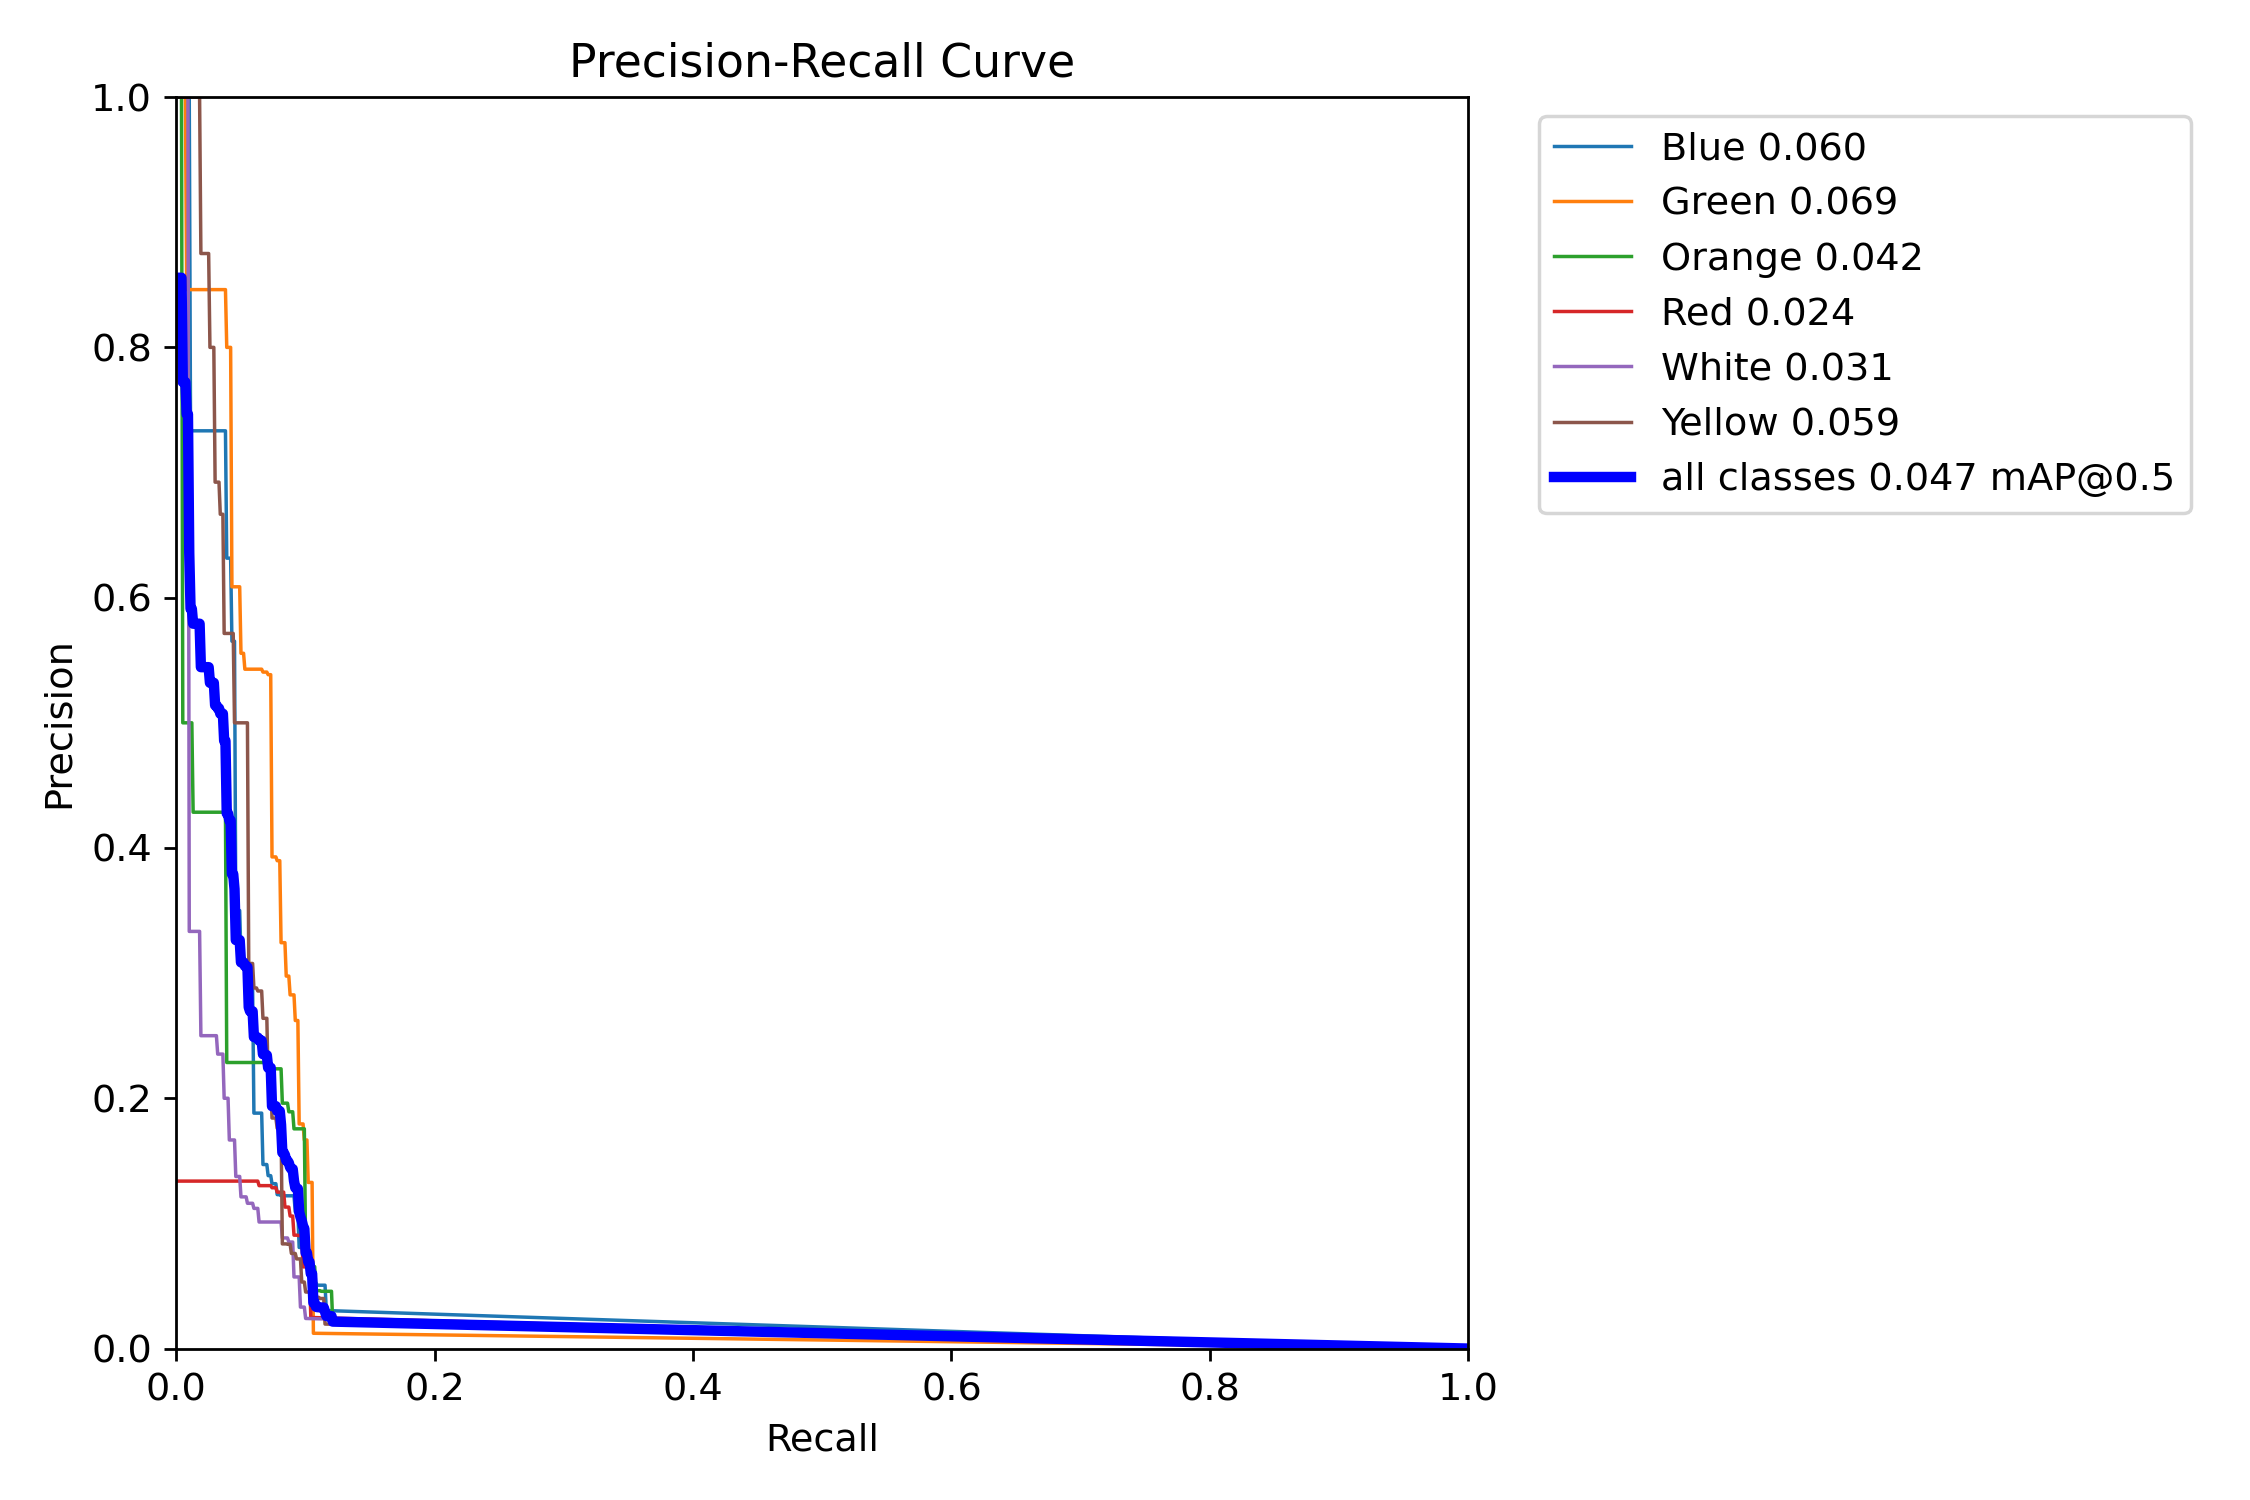 Precision-Recall Curve
1.0
0.8
0.6
0.4
0.2
0.0
Precision
0.0 0.2 0.4 0.6 0.8 1.0
Recall
Blue 0.060
Green 0.069
Orange 0.042
Red 0.024
White 0.031
Yellow 0.059
all classes 0.047 mAP@0.5